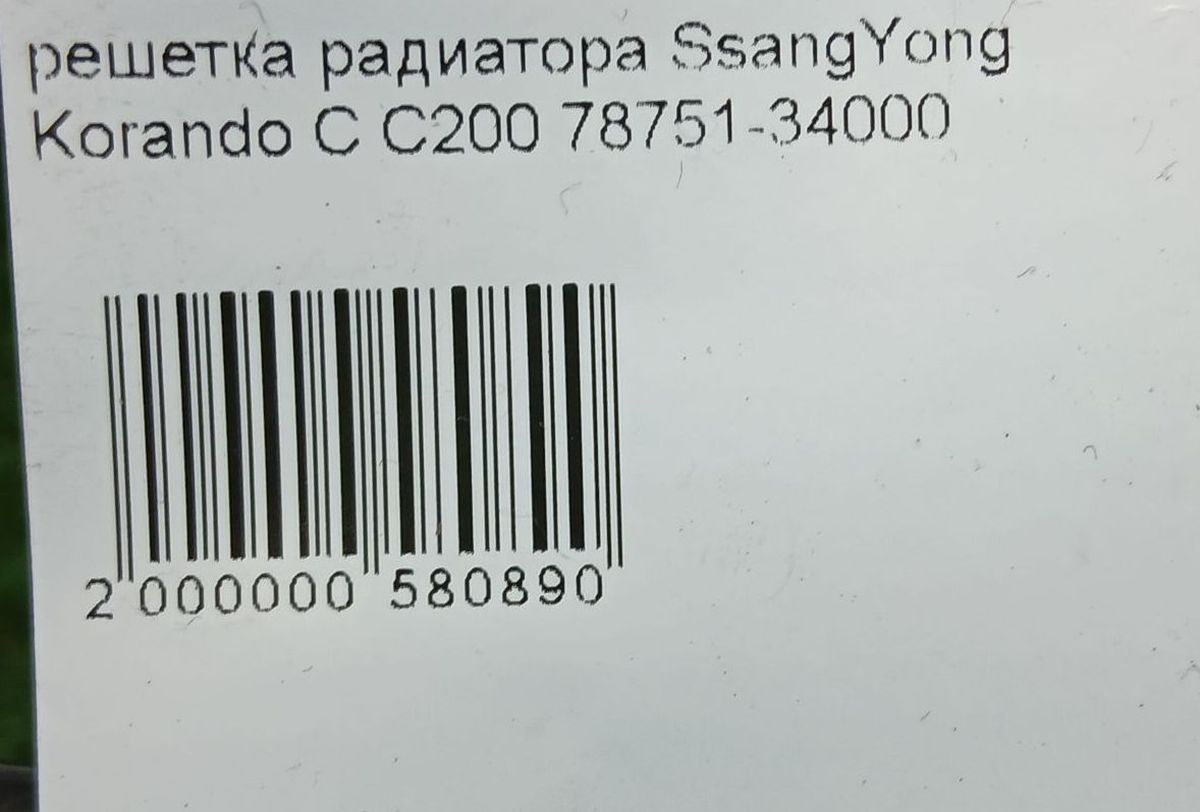 решетка радиатора SsangYong
Korando C C200 78751-34000
2 000000 580890